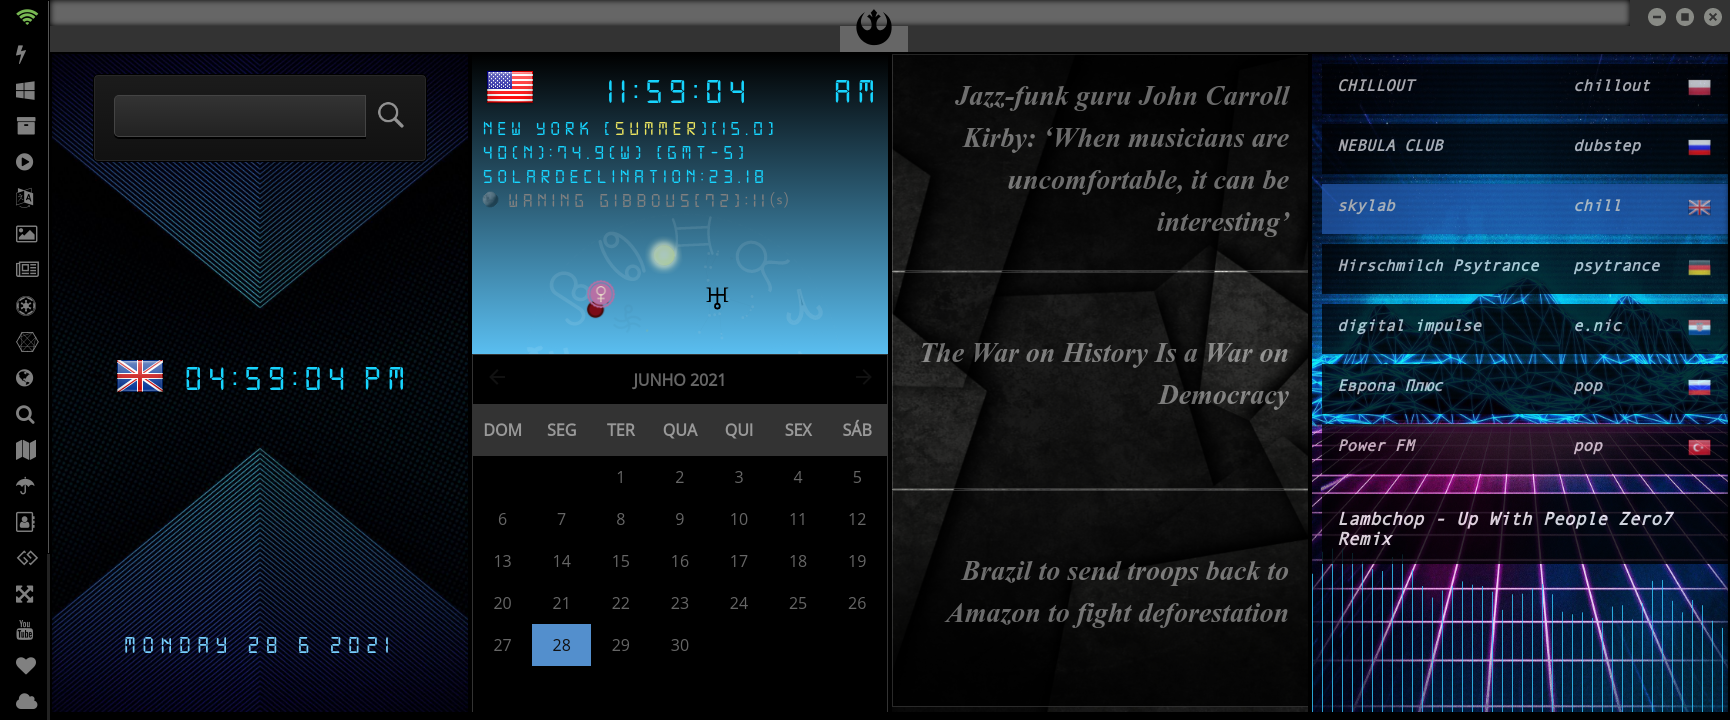 04:59:04 PM
MONDAY 28 6 2021
11:59:04 AM
NEW YORK (SUMMER)(15.0)
40(N):74.9(W) (GMT-5)
SOLARDECLINATION:23.18
WANING GIBBOUS(72):11(s)
JUNHO 2021
DOM SEG TER QUA QUI SEX SÁB
1 2 3 4 5
6 7 8 9 10 11 12
13 14 15 16 17 18 19
20 21 22 23 24 25 26
27 28 29 30
Jazz-funk guru John Carroll
Kirby: ‘When musicians are
uncomfortable, it can be
interesting’
The War on History Is a War on
Democracy
Brazil to send troops back to
Amazon to fight deforestation
CHILLOUT chillout
NEBULA CLUB dubstep
skylab chill
Hirschmilch Psytrance psytrance
digital impulse e.nic
Европа Плюс pop
Power FM pop
Lambchop - Up With People Zero7
Remix
You
Tube